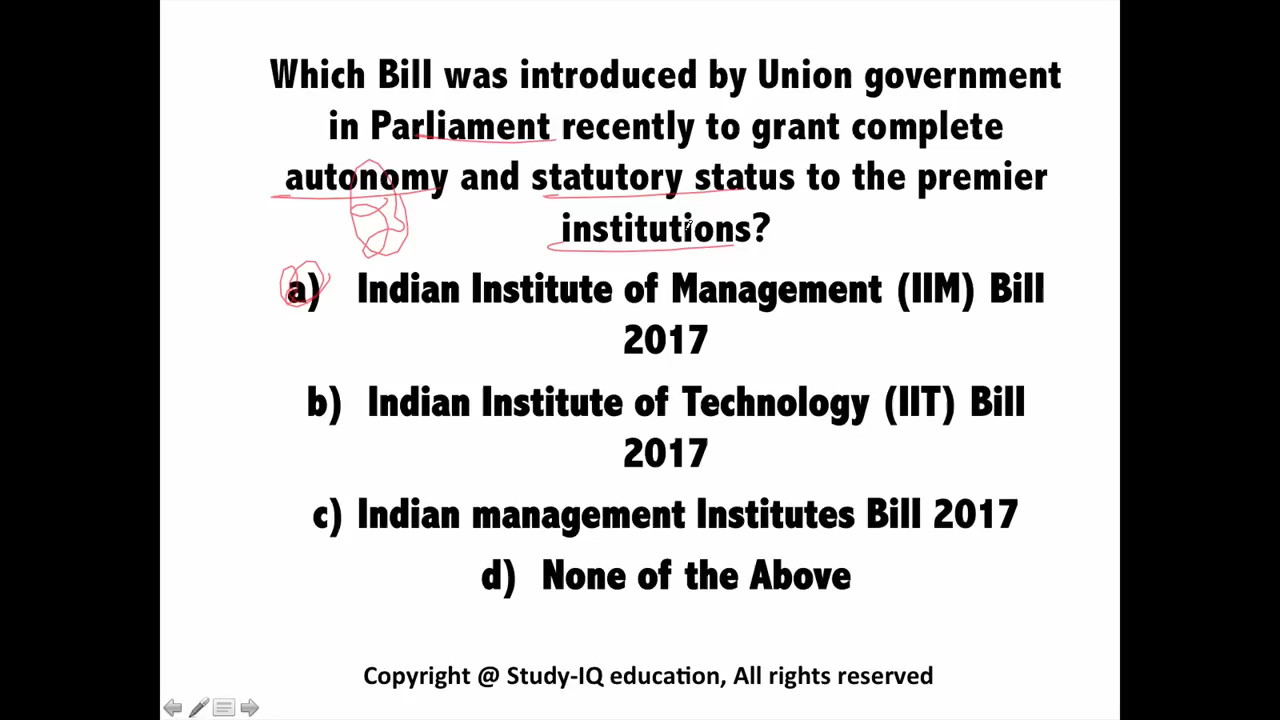 Which Bill was introduced by Union government
in Parliament recently to grant complete
autonomy and statutory status to the premier
institutions?
a) Indian Institute of Management (IIM) Bill
2017
b) Indian Institute of Technology (IIT) Bill
2017
c) Indian management Institutes Bill 2017
d) None of the Above
Copyright @ Study-IQ education, All rights reserved